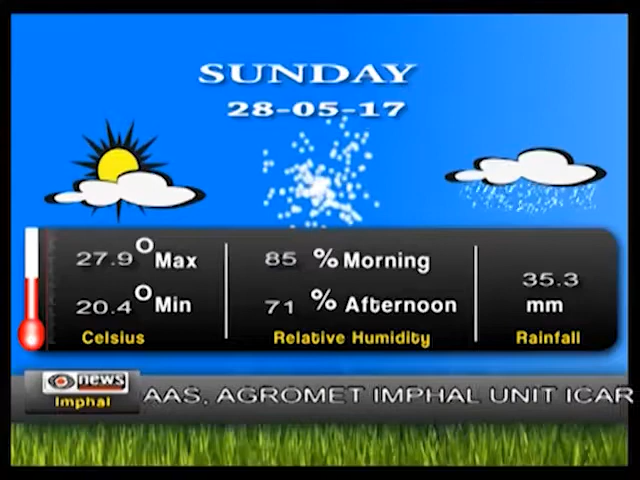 SUNDAY
28-05-17
27.9 ° Max
20.4 ° Min
Celsius
85 % Morning
71 % Afternoon
Relative Humidity
35.3
mm
Rainfall
news
Imphal
AAS, AGROMET IMPHAL UNIT ICAR